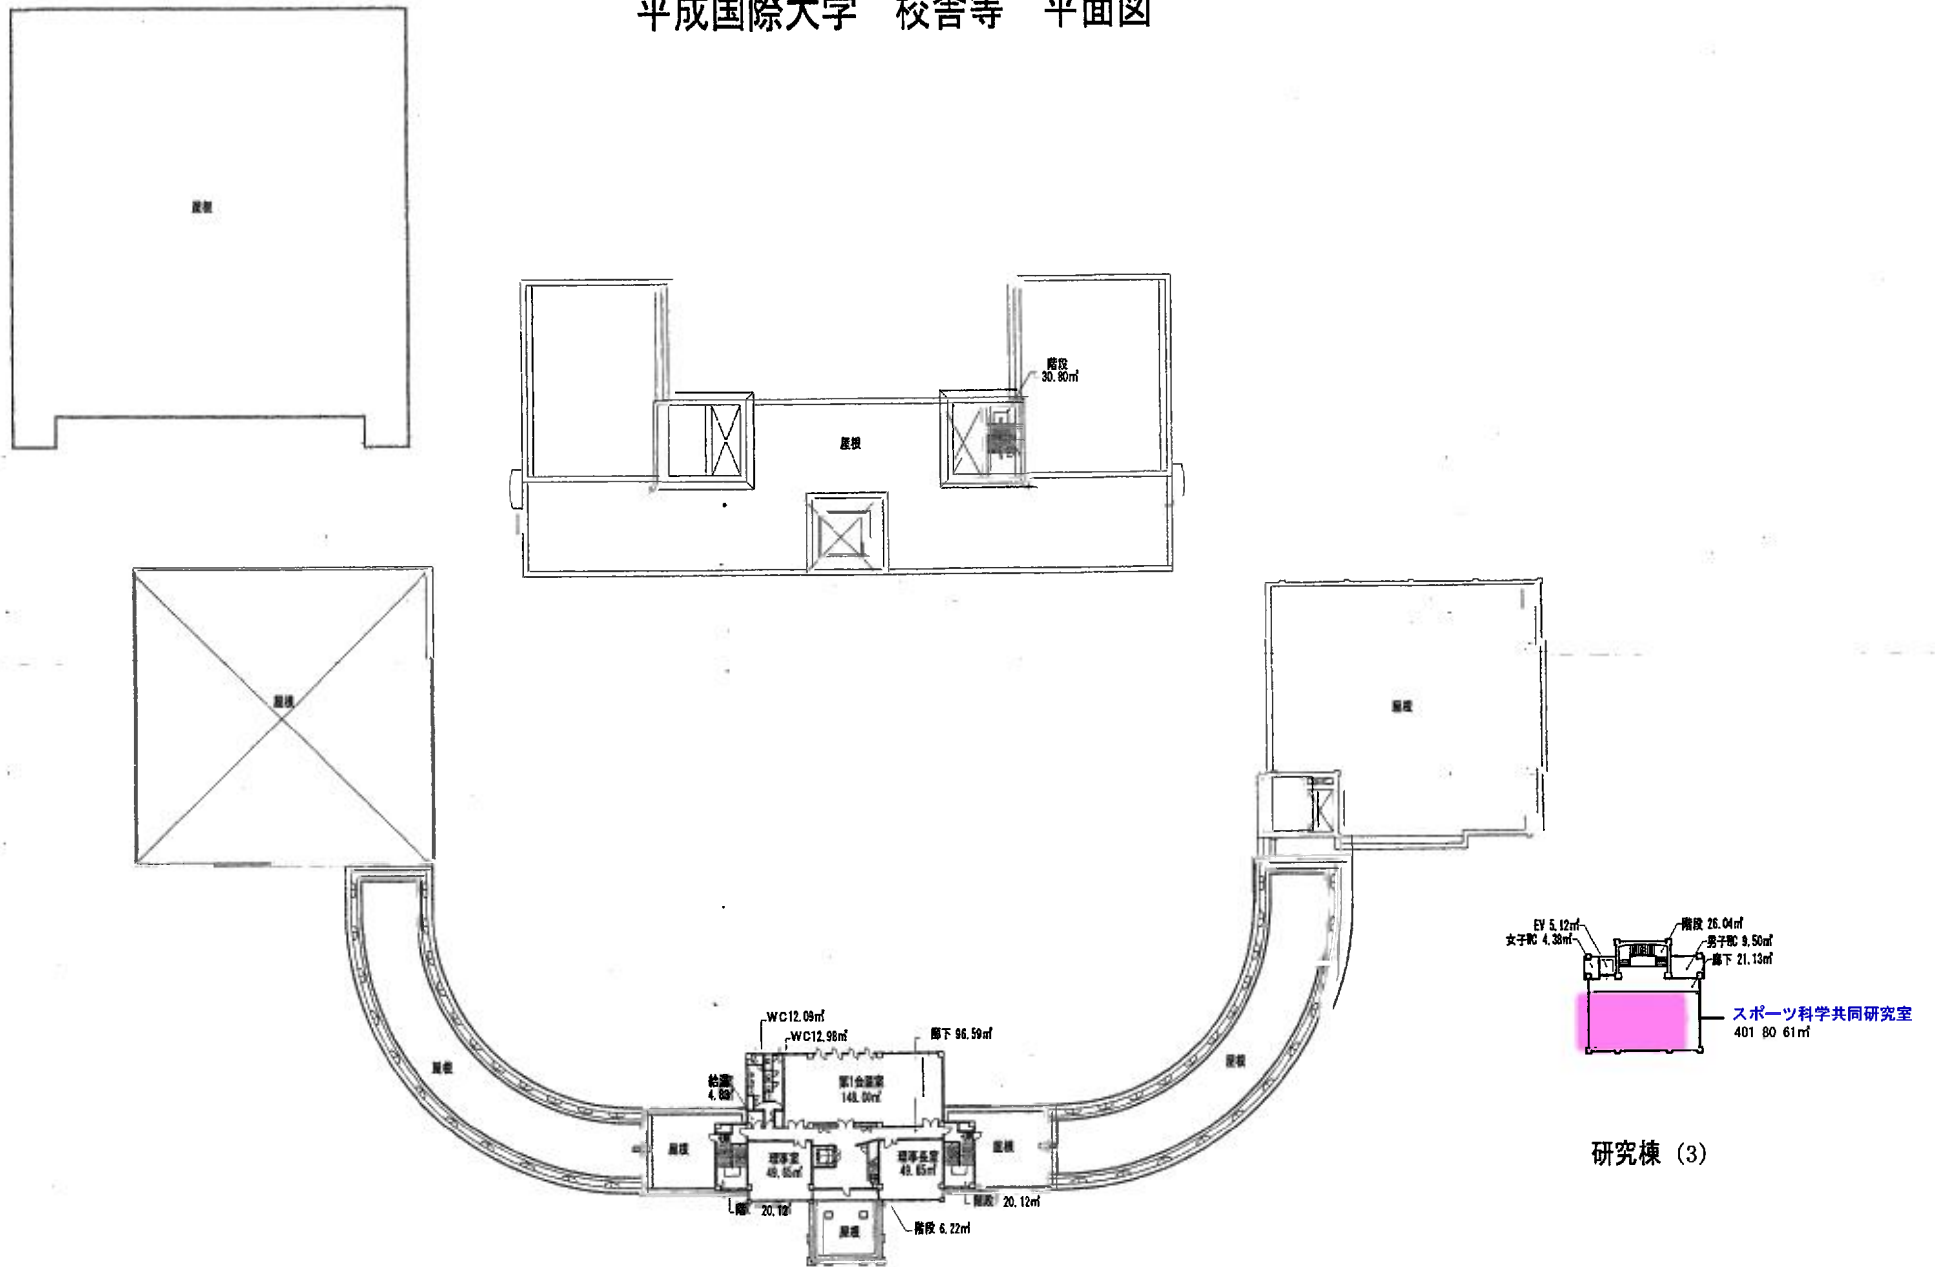 平成国際大学　校舎等　平面図
屋根
階段
30.80㎡
屋根
屋根
屋根
EV 5.12㎡
女子WC 4.38㎡
階段 26.04㎡
男子WC 9.50㎡
廊下 21.13㎡
スポーツ科学共同研究室
401 80 61㎡
研究棟 (3)
WC12.09㎡
WC12.98㎡
廊下 96.59㎡
第1会議室
148.00㎡
給湯
屋根
屋根
屋根
屋根
理事室
49.65㎡
理事長室
49.65㎡
階 20.12㎡
階段 20.12㎡
階段 6.22㎡
屋根